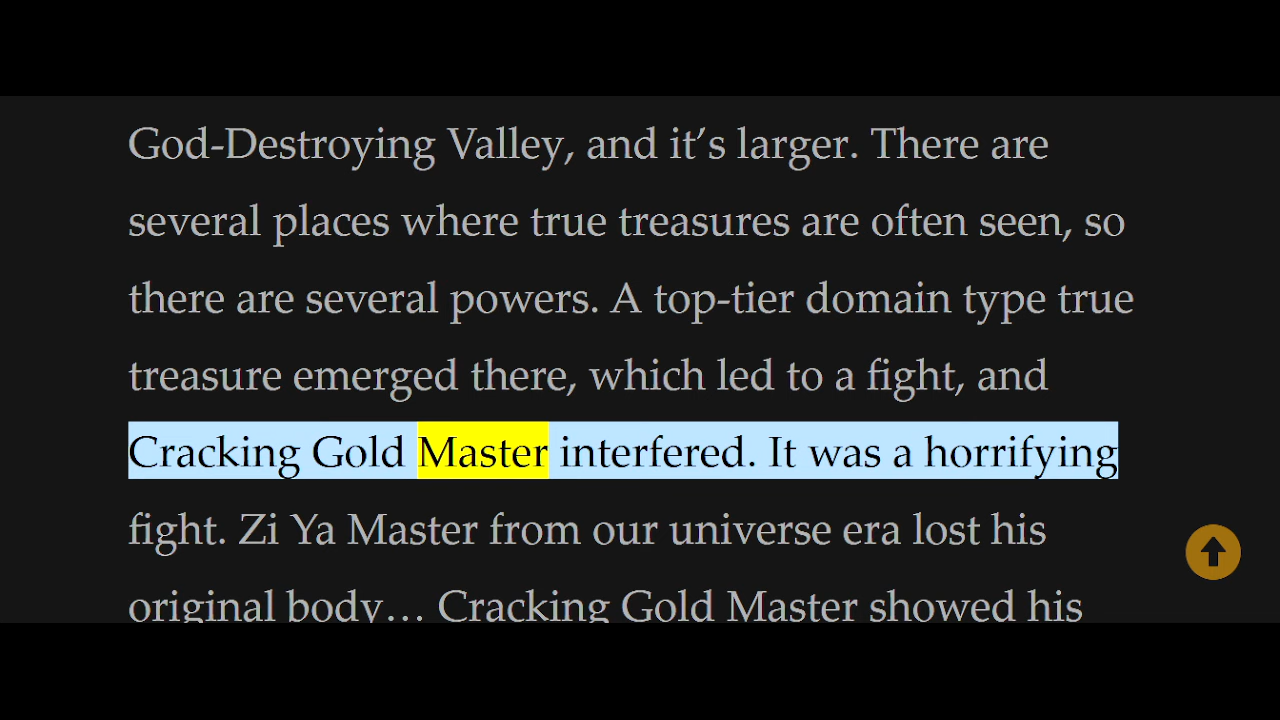 God-Destroying Valley, and it’s larger. There are
several places where true treasures are often seen, so
there are several powers. A top-tier domain type true
treasure emerged there, which led to a fight, and
Cracking Gold Master interfered. It was a horrifying
fight. Zi Ya Master from our universe era lost his
original body… Cracking Gold Master showed his